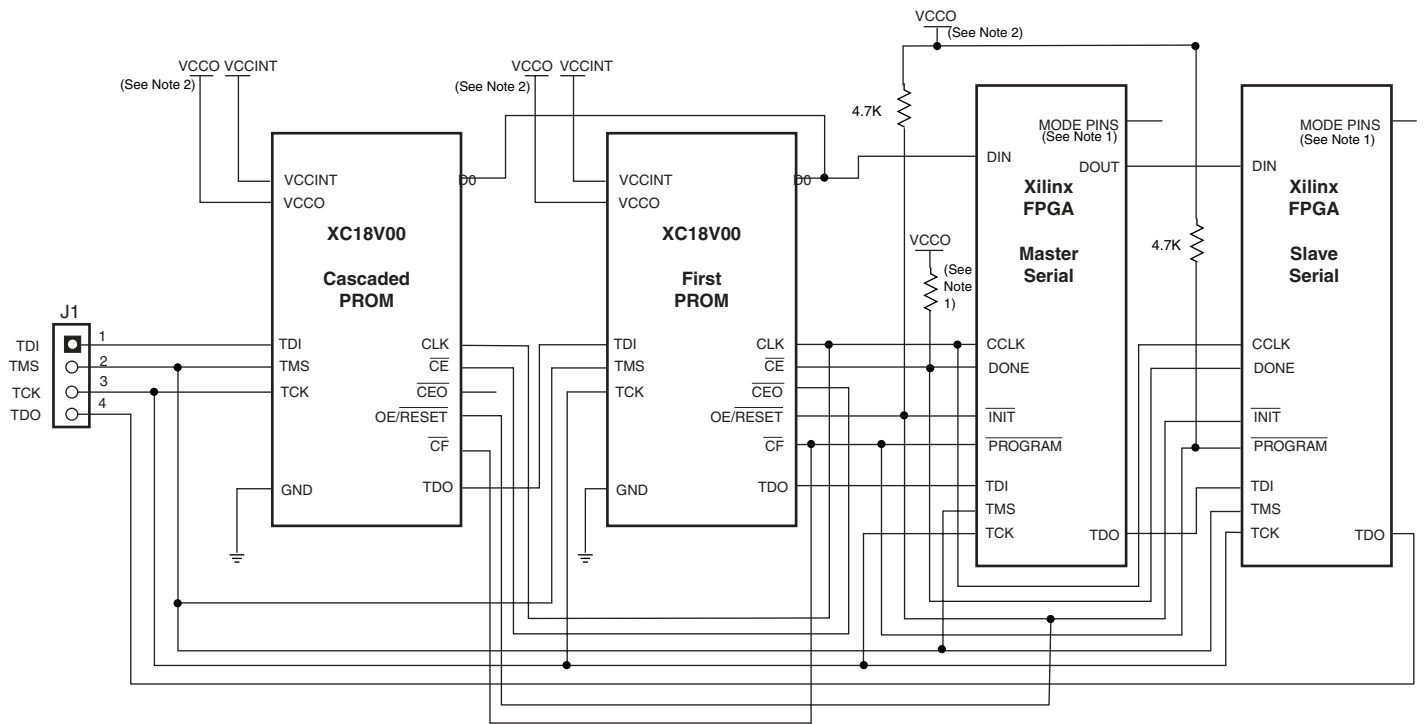 VCCO
(See Note 2)
VCCO VCCINT
(See Note 2)
VCCO VCCINT
(See Note 2)
4.7K
MODE PINS
(See Note 1)
MODE PINS
(See Note 1)
VCCINT
VCCO
D0
XC18V00
Cascaded
PROM
TDI
TMS
TCK
GND
CLK
CE
CEO
OE/RESET
CF
TDO
VCCINT
VCCO
D0
XC18V00
First
PROM
TDI
TMS
TCK
GND
CLK
CE
CEO
OE/RESET
CF
TDO
VCCO
(See
Note
1)
DIN
DOUT
Xilinx
FPGA
Master
Serial
CCLK
DONE
INIT
PROGRAM
TDI
TMS
TCK
TDO
4.7K
DIN
Xilinx
FPGA
Slave
Serial
CCLK
DONE
INIT
PROGRAM
TDI
TMS
TCK
TDO
J1
TDI 1
TMS 2
TCK 3
TDO 4